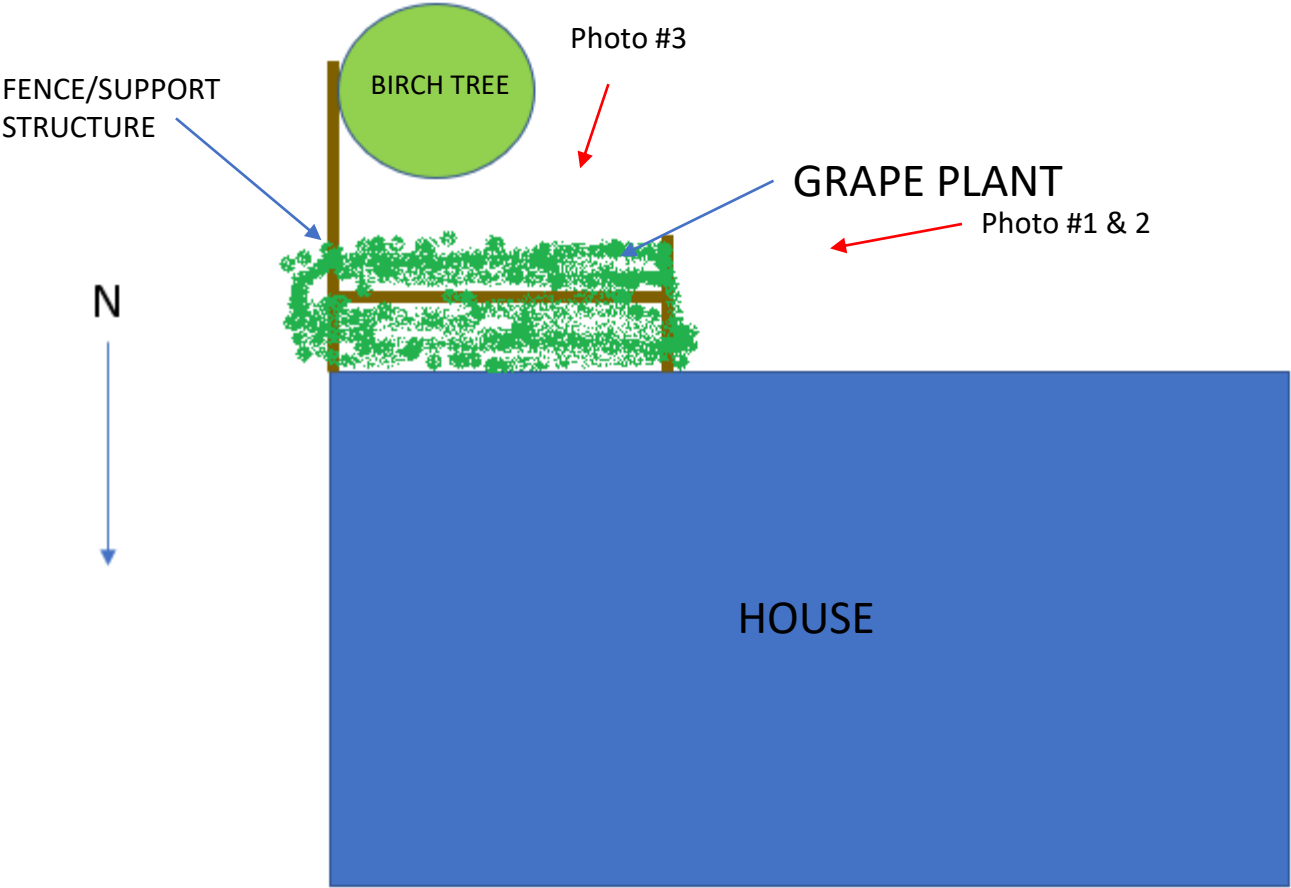 Photo #3
BIRCH TREE
FENCE/SUPPORT
STRUCTURE
GRAPE PLANT
Photo #1 & 2
N
HOUSE